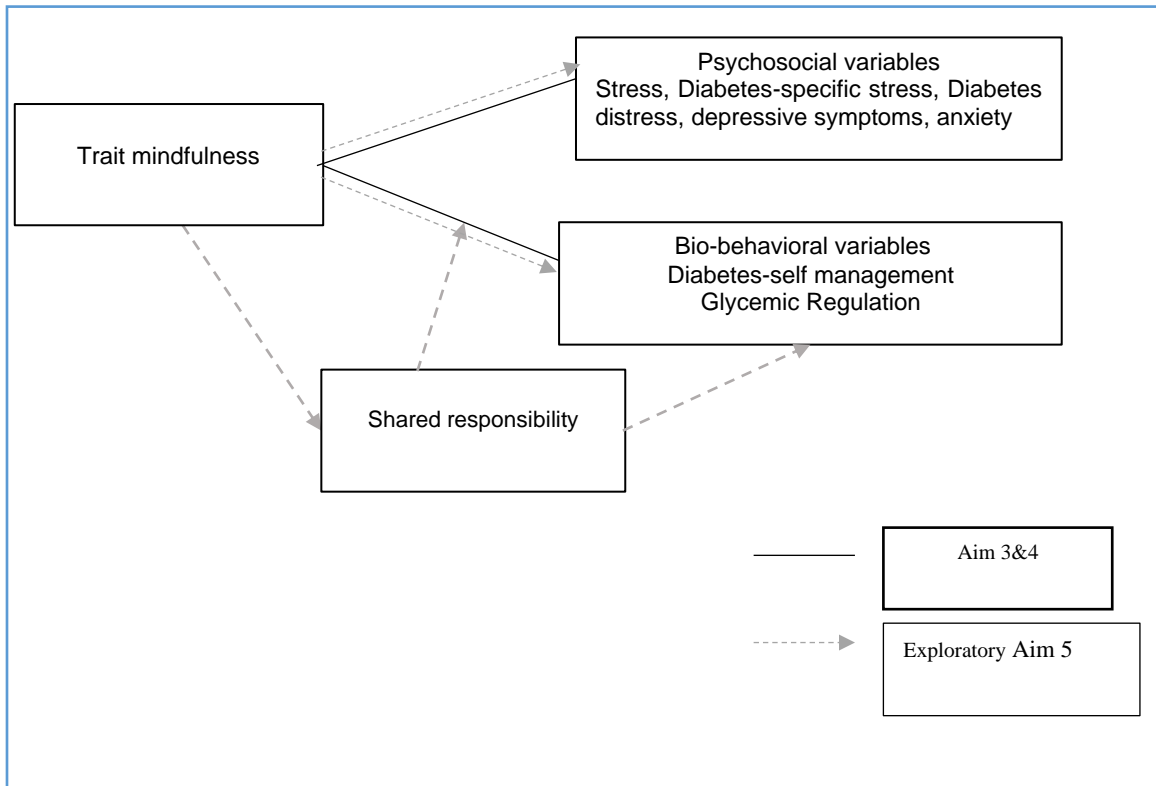 Psychosocial variables
Stress, Diabetes-specific stress, Diabetes
distress, depressive symptoms, anxiety
Trait mindfulness
Bio-behavioral variables
Diabetes-self management
Glycemic Regulation
Shared responsibility
Aim 3&4
Exploratory Aim 5